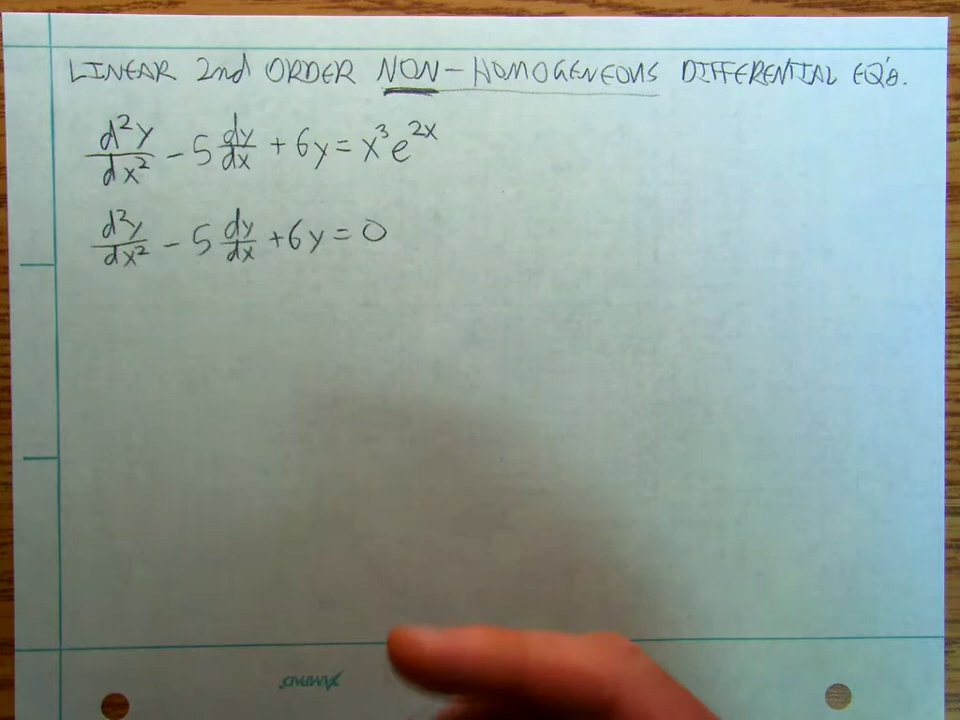 LINEAR 2nd ORDER NON-HOMOGENEOUS DIFFERENTIAL EQ'S.
d²y/dx² - 5 dy/dx + 6y = x³e^2x
d²y/dx² - 5 dy/dx + 6y = 0
AMPAD